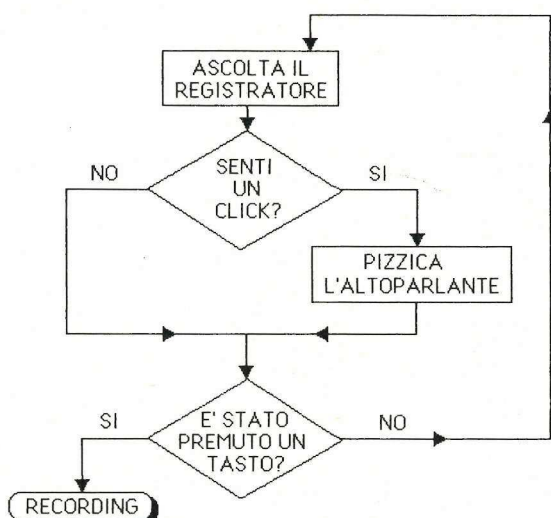 ASCOLTA IL
REGISTRATORE
NO
SENTI
UN
CLICK?
SI
PIZZICA
L'ALTOPARLANTE
SI
E' STATO
PREMUTO UN
TASTO?
NO
RECORDING